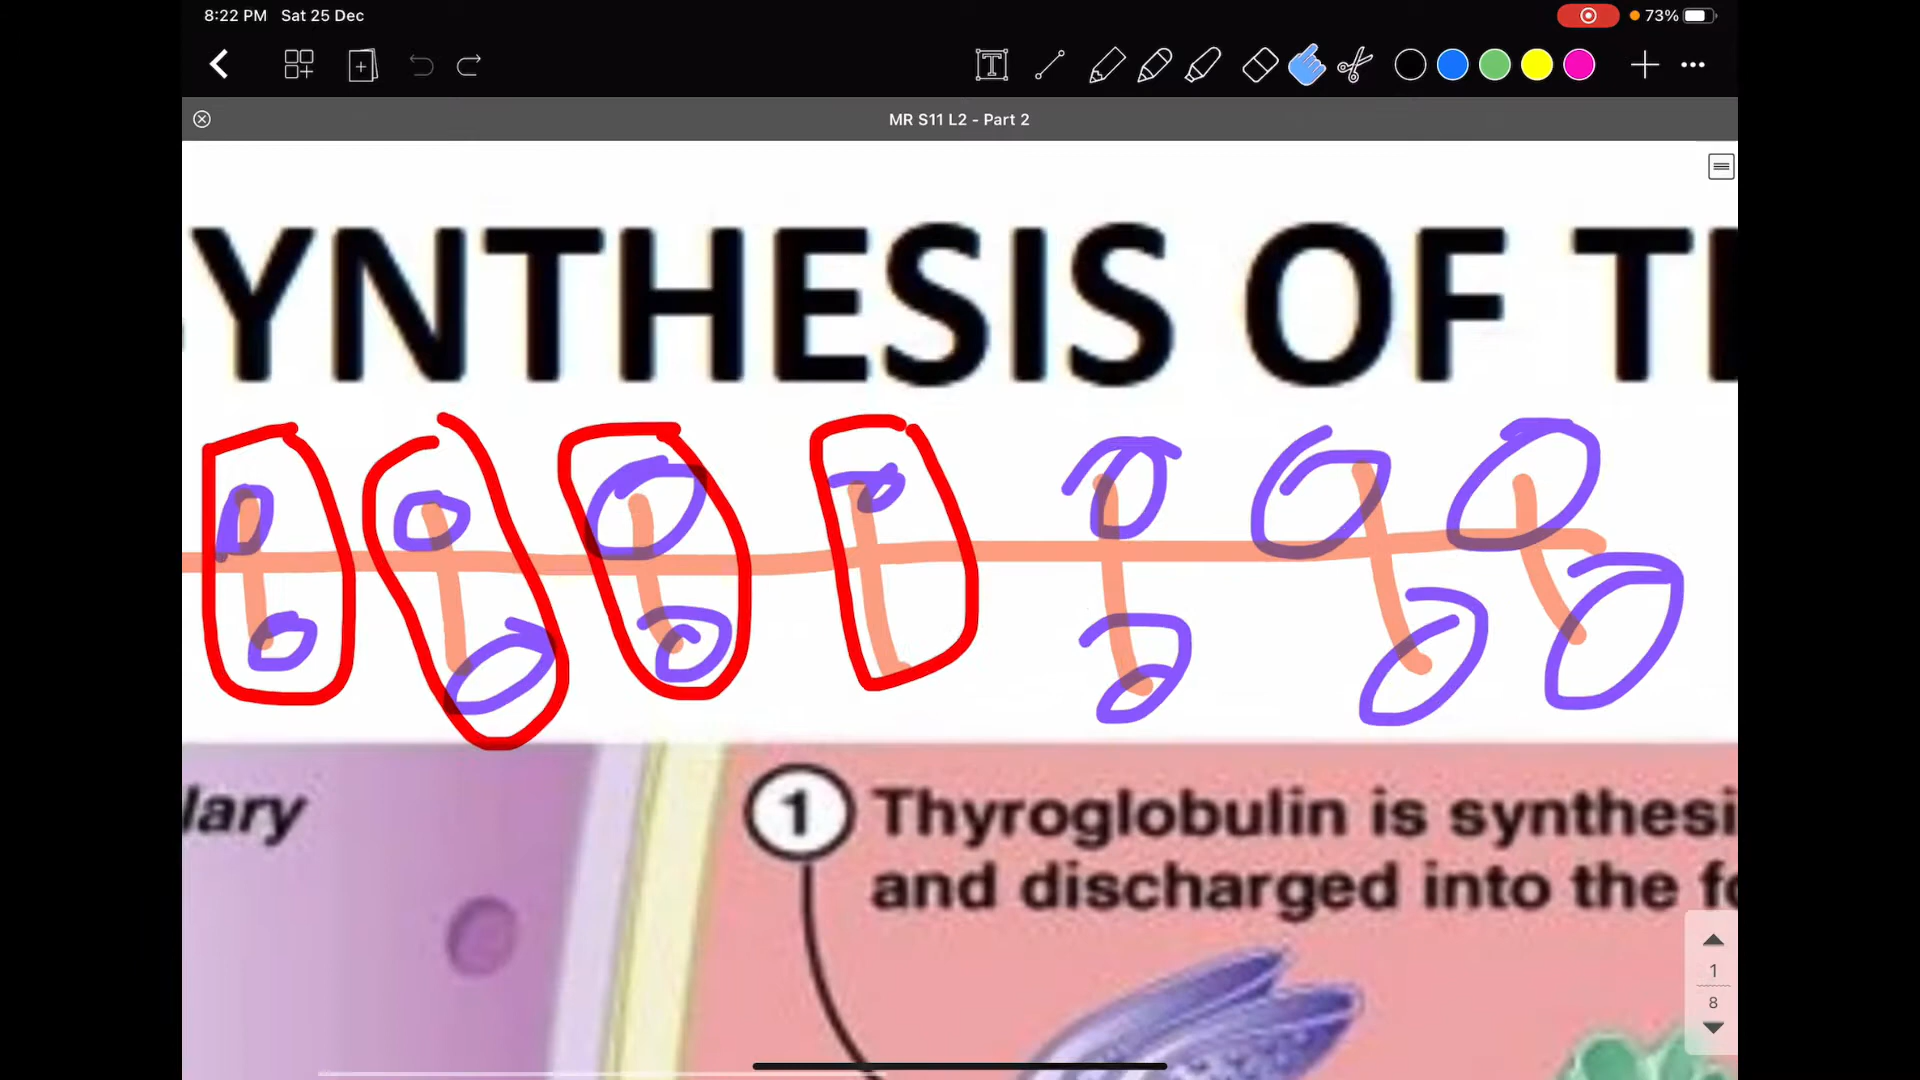 8:22 PM Sat 25 Dec
73%
T
MR S11 L2 - Part 2
YNTHESIS OF T
lary
1 Thyroglobulin is synthesi
and discharged into the fo
1
8